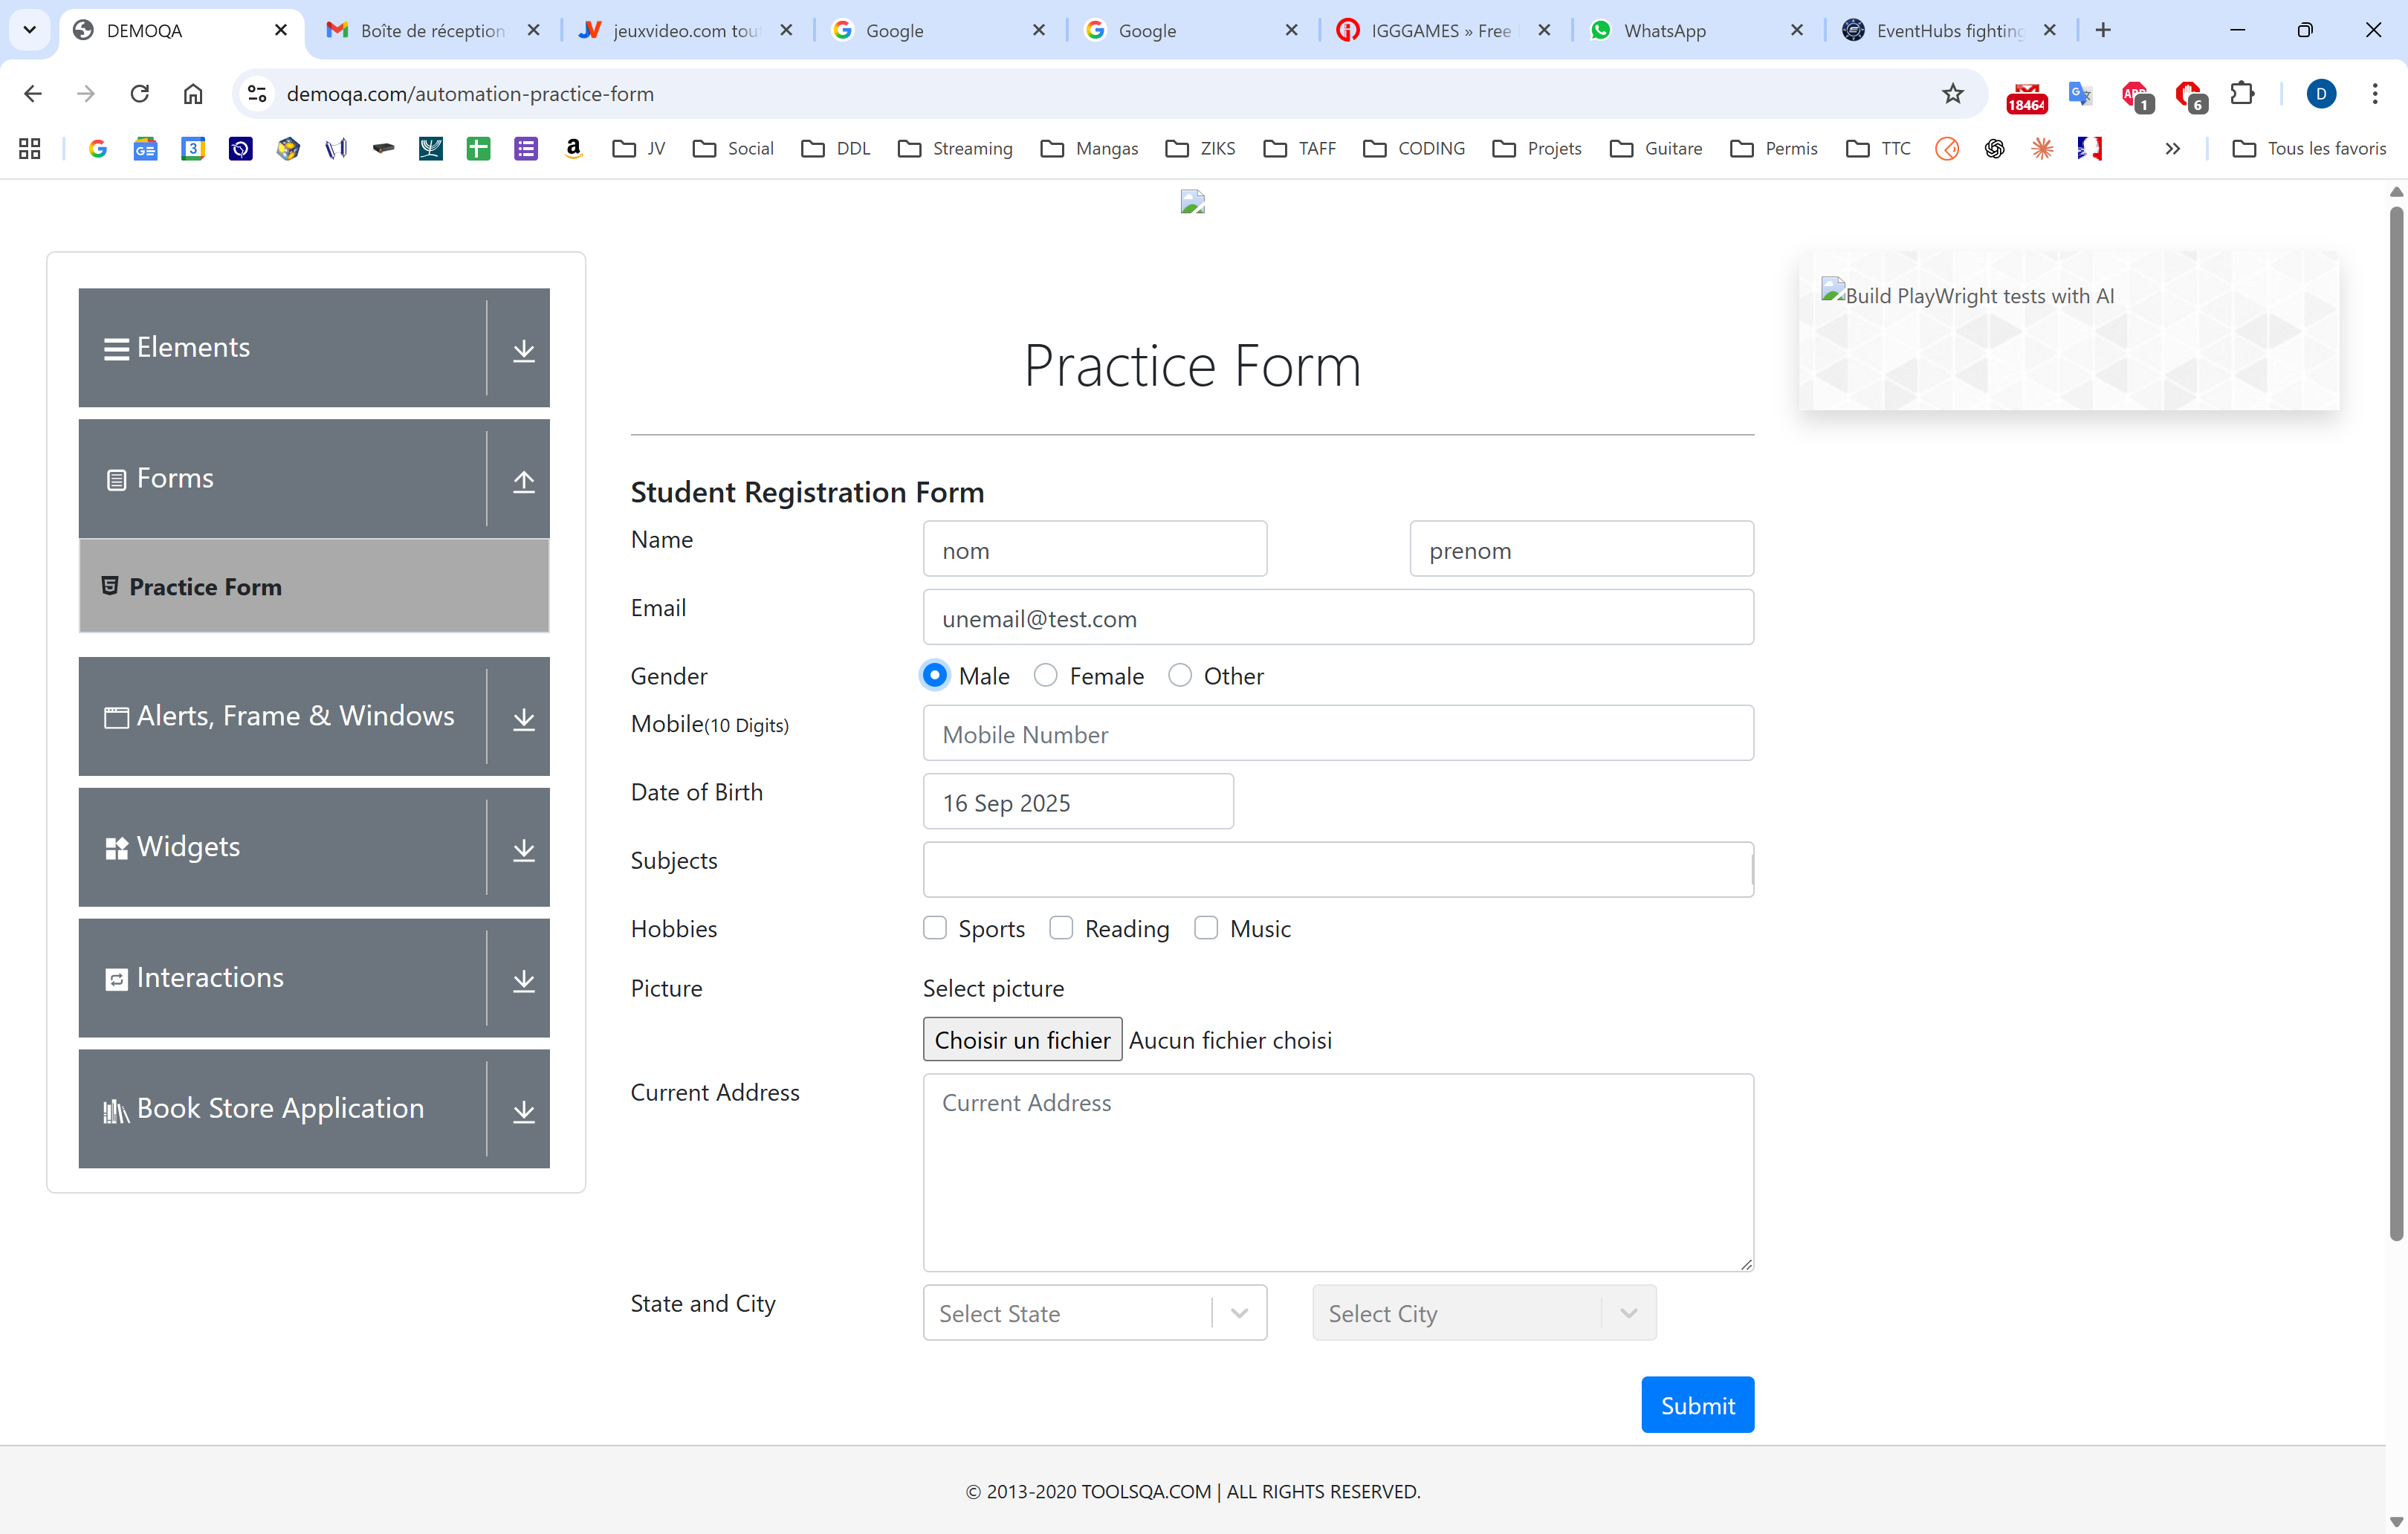 DEMOQA
Boîte de réception
jeuxvideo.com tou
Google
Google
IGGGAMES » Free
WhatsApp
EventHubs fighting
demoqa.com/automation-practice-form
18464
ABP
1
6
D
JV
Social
DDL
Streaming
Mangas
ZIKS
TAFF
CODING
Projets
Guitare
Permis
TTC
Tous les favoris
Elements
Forms
Practice Form
Alerts, Frame & Windows
Widgets
Interactions
Book Store Application
Practice Form
Student Registration Form
Name
nom
prenom
Email
unemail@test.com
Gender
Male
Female
Other
Mobile(10 Digits)
Mobile Number
Date of Birth
16 Sep 2025
Subjects
Hobbies
Sports
Reading
Music
Picture
Select picture
Choisir un fichier
Aucun fichier choisi
Current Address
Current Address
State and City
Select State
Select City
Submit
Build PlayWright tests with AI
© 2013-2020 TOOLSQA.COM | ALL RIGHTS RESERVED.